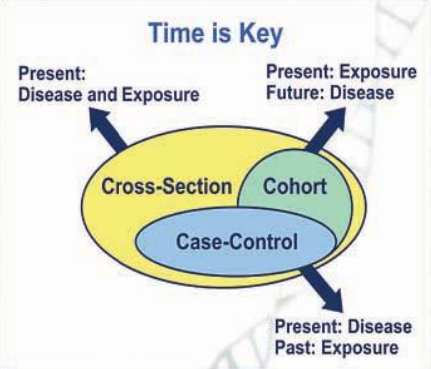 Time is Key
Present:
Disease and Exposure
Present: Exposure
Future: Disease
Cross-Section
Cohort
Case-Control
Present: Disease
Past: Exposure